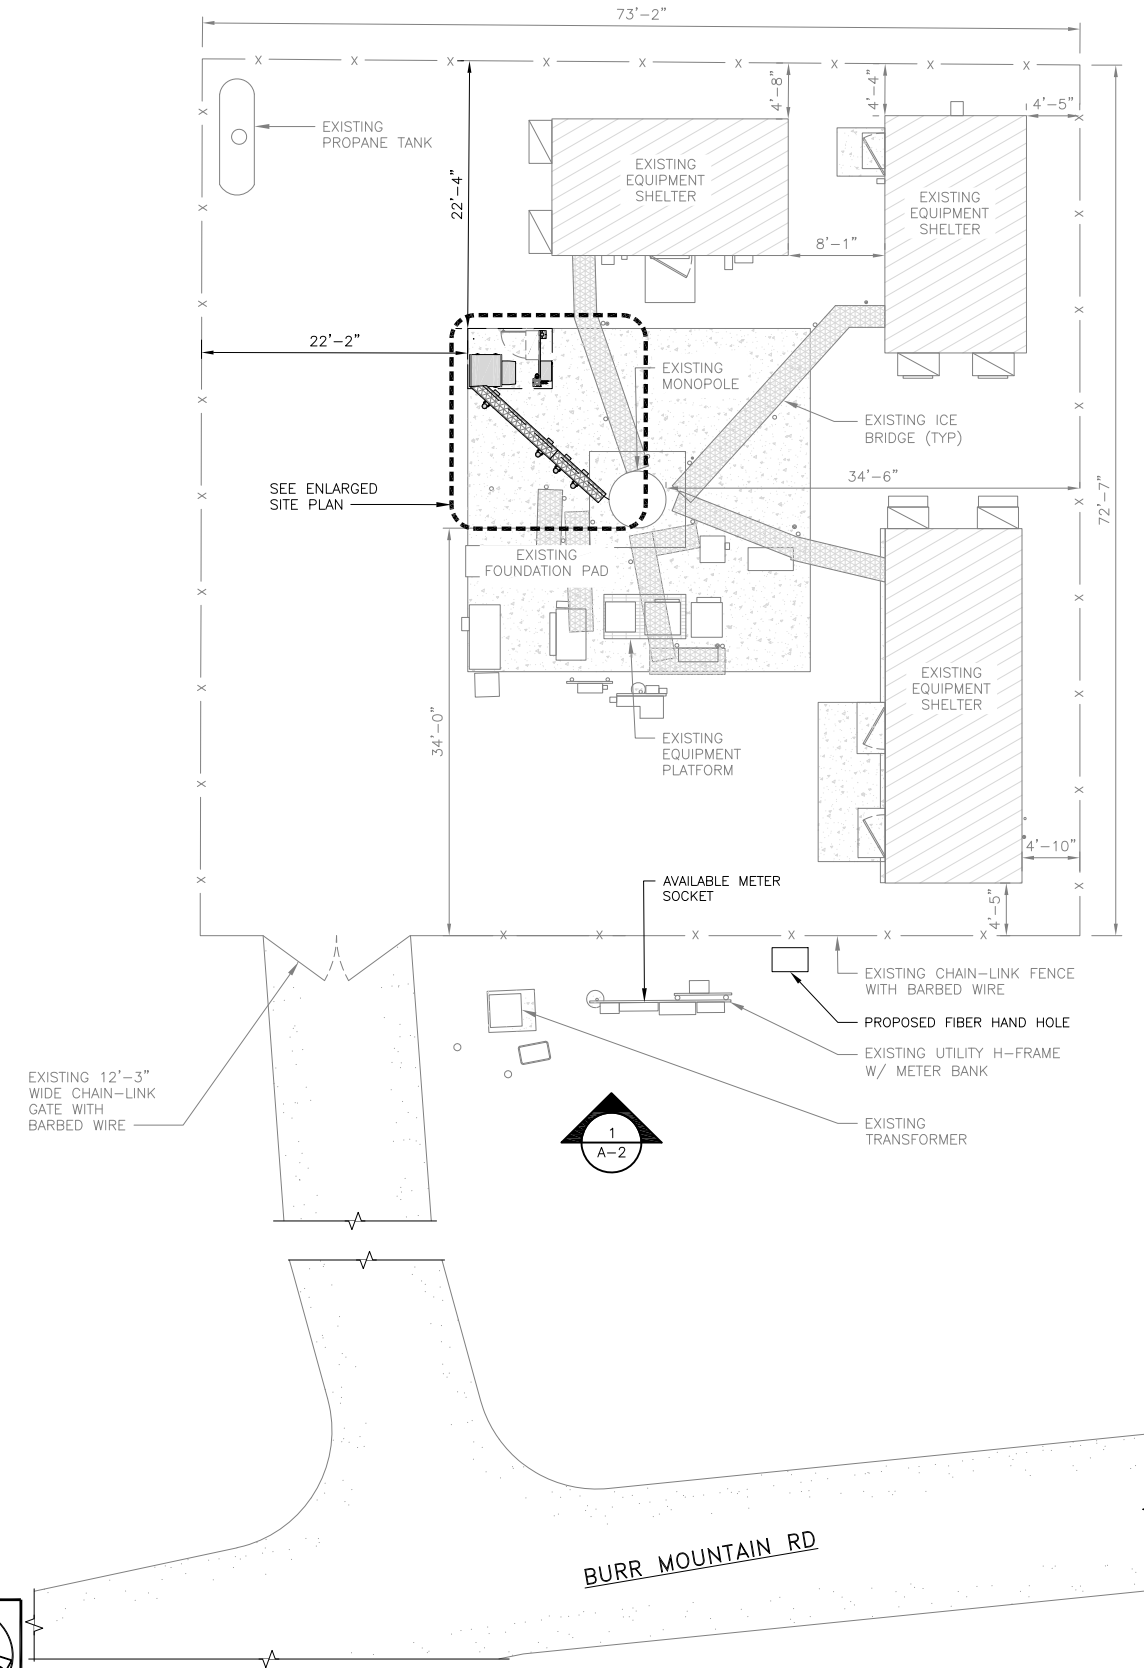 73'-2"
4'-8"
4'-4"
4'-5"
EXISTING
PROPANE TANK
22'-4"
EXISTING
EQUIPMENT
SHELTER
EXISTING
EQUIPMENT
SHELTER
8'-1"
22'-2"
EXISTING
MONOPOLE
EXISTING ICE
BRIDGE (TYP)
34'-6"
72'-7"
SEE ENLARGED
SITE PLAN
EXISTING
FOUNDATION PAD
EXISTING
EQUIPMENT
SHELTER
34'-0"
EXISTING
EQUIPMENT
PLATFORM
4'-10"
AVAILABLE METER
SOCKET
4'-5"
EXISTING CHAIN-LINK FENCE
WITH BARBED WIRE
PROPOSED FIBER HAND HOLE
EXISTING UTILITY H-FRAME
W/ METER BANK
EXISTING 12'-3"
WIDE CHAIN-LINK
GATE WITH
BARBED WIRE
EXISTING
TRANSFORMER
1
A-2
BURR MOUNTAIN RD